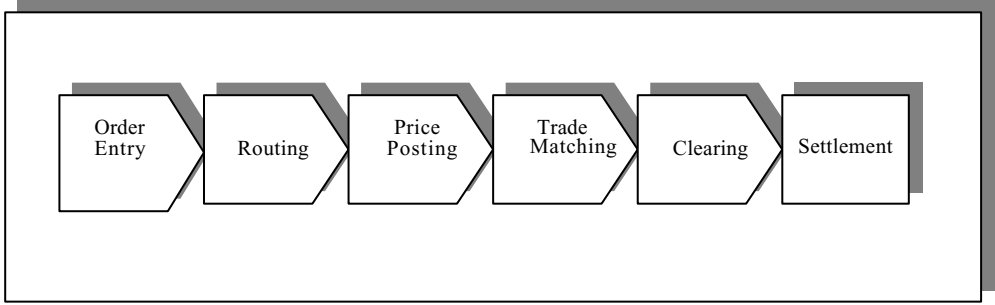 Order
Entry
Routing
Price
Posting
Trade
Matching
Clearing
Settlement